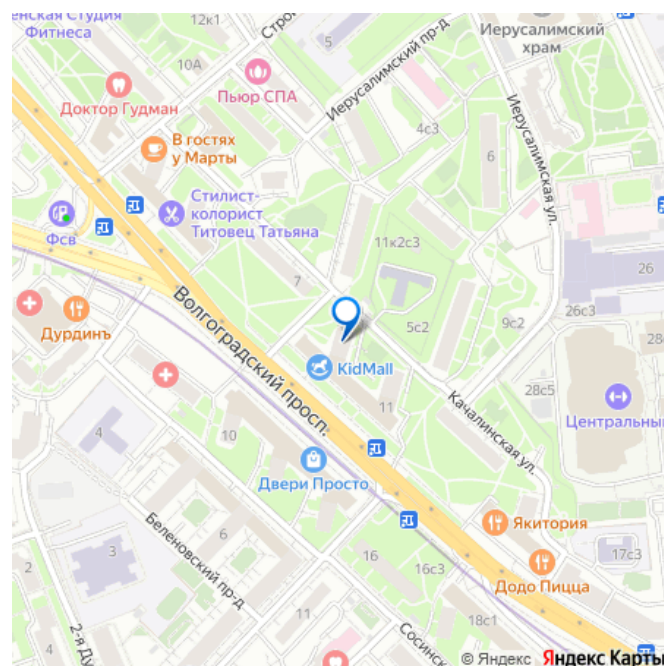 енская Студия
Фитнеса
12к1
5
Иерусалимский
храм
10А
Доктор Гудман
Пьюр СПА
Иерусалимский пр-д
4с3
6
Иерусалимская ул.
В гостях
у Марты
Стилист-
колорист
Титовец Татьяна
Фсв
11к2с3
7
26
26с3
Дурдинъ
Волгоградский просп.
5с2
9с2
28с
KidMall
28с5
Центральный
11
Качалинская ул.
4
10
Двери Просто
Якитория
Беленовский пр-д
6
3
16
16с3
17с3
Додо Пицца
11
18с1
2-я Ду
Сосинск
© Яндекс Яндекс Карты